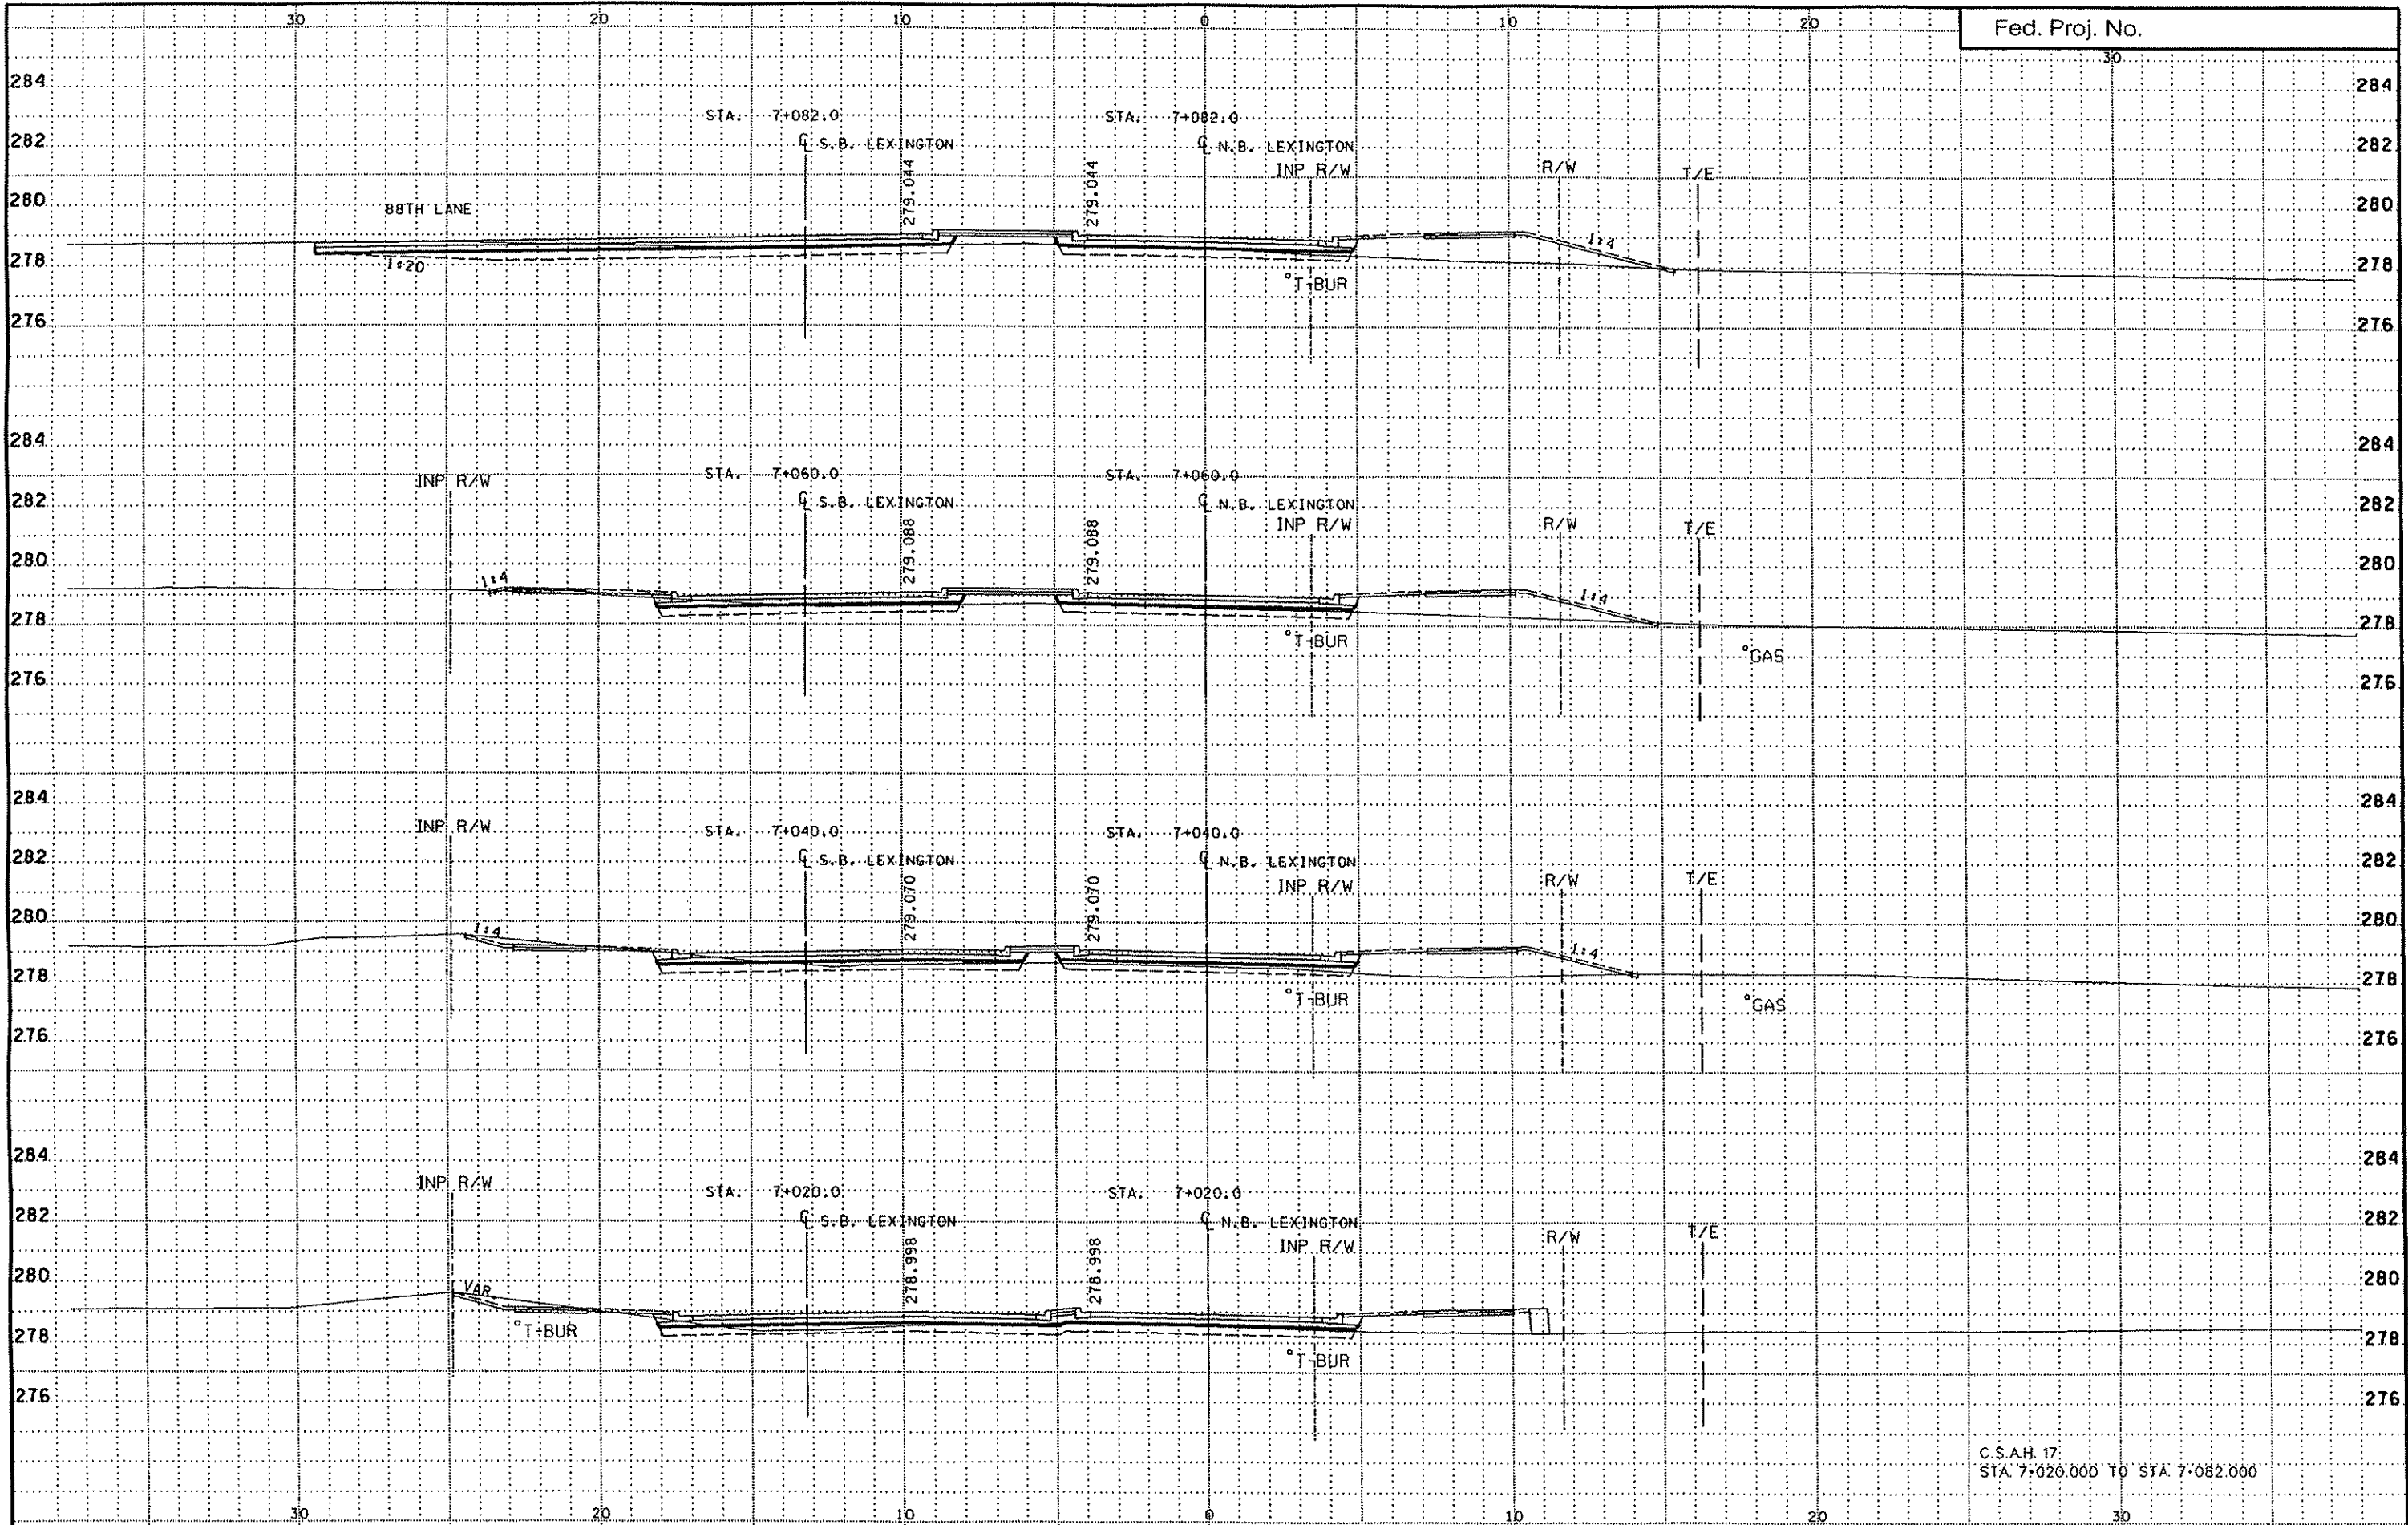 30 20 10 0 10 20 30
Fed. Proj. No.
284 284
STA. 7+082.0 STA. 7+082.0
282 ℄ S.B. LEXINGTON ℄ N.B. LEXINGTON 282
INP R/W R/W T/E
279.044 279.044
280 280
88TH LANE
1:4
278 1:20 278
°T-BUR
276 276
284 284
INP R/W STA. 7+060.0 STA. 7+060.0
282 ℄ S.B. LEXINGTON ℄ N.B. LEXINGTON 282
INP R/W R/W T/E
279.088 279.088
280 280
1:4 1:4
278 278
°T-BUR °GAS
276 276
284 284
INP R/W STA. 7+040.0 STA. 7+040.0
282 ℄ S.B. LEXINGTON ℄ N.B. LEXINGTON 282
INP R/W R/W T/E
279.070 279.070
280 280
1:4 1:4
278 278
°T-BUR °GAS
276 276
284 284
INP R/W STA. 7+020.0 STA. 7+020.0
282 ℄ S.B. LEXINGTON ℄ N.B. LEXINGTON 282
INP R/W R/W T/E
278.998 278.998
280 280
VAR.
278 °T-BUR 278
°T-BUR
276 276
C.S.A.H. 17
STA. 7+020.000 TO STA. 7+082.000
30 20 10 0 10 20 30